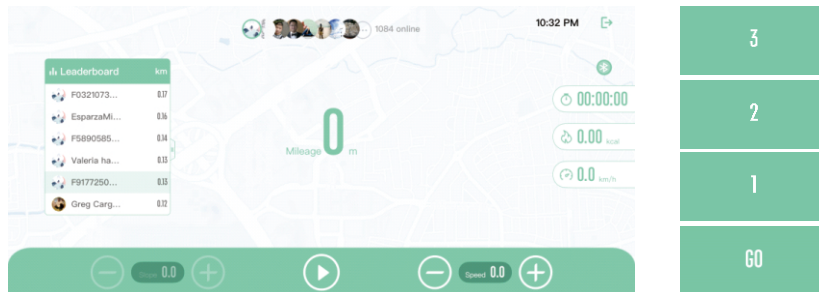 1084 online
10:32 PM
Leaderboard km
F0321073... 0.17
EsparzaMi... 0.16
F5890585... 0.14
Valeria ha... 0.13
F9177250... 0.13
Greg Carg... 0.12
Mileage 0 m
00:00:00
0.00 kcal
0.0 km/h
0.0
Speed 0.0
3
2
1
GO